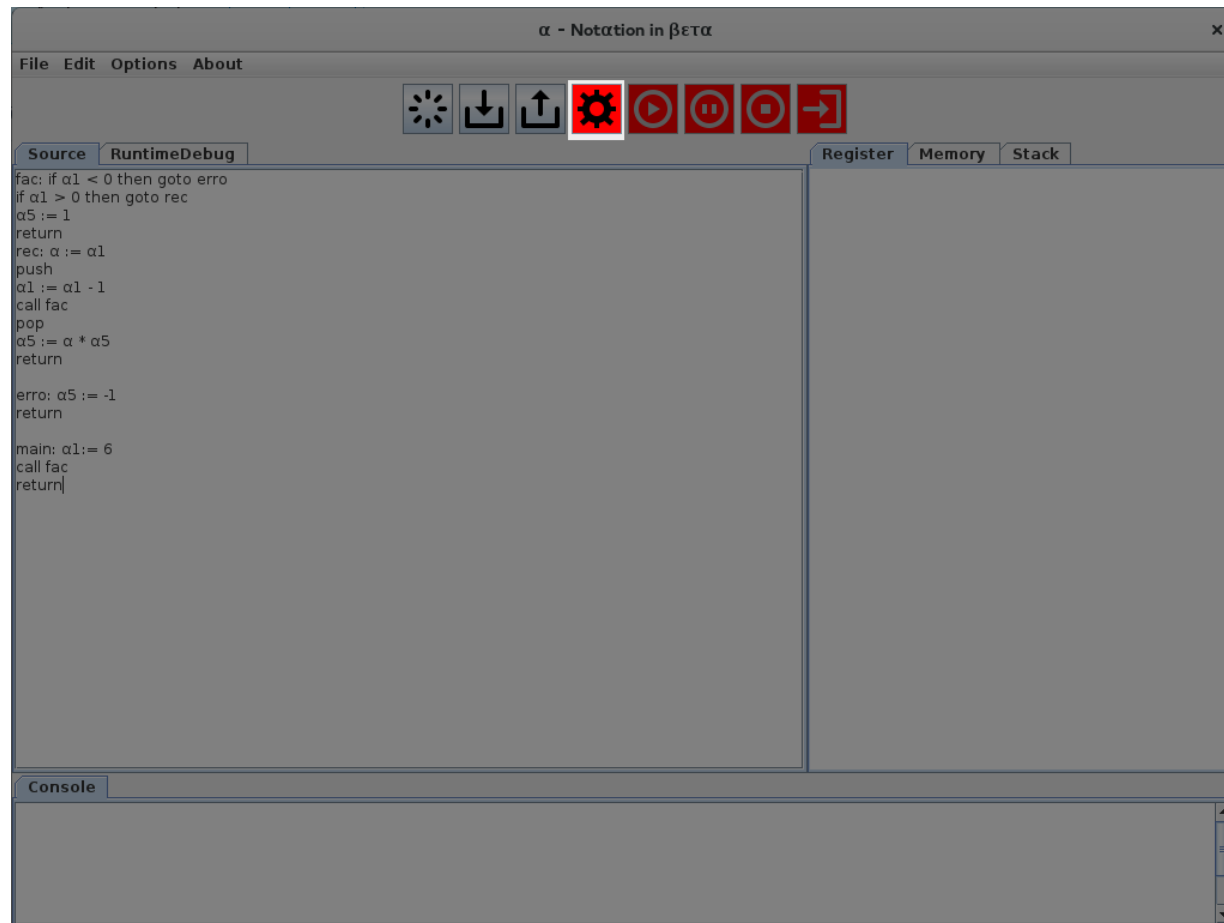 α - Notαtion in βετα
File Edit Options About
Source RuntimeDebug
Register Memory Stack
fac: if α1 < 0 then goto erro
if α1 > 0 then goto rec
α5 := 1
return
rec: α := α1
push
α1 := α1 - 1
call fac
pop
α5 := α * α5
return
erro: α5 := -1
return
main: α1:= 6
call fac
return
Console